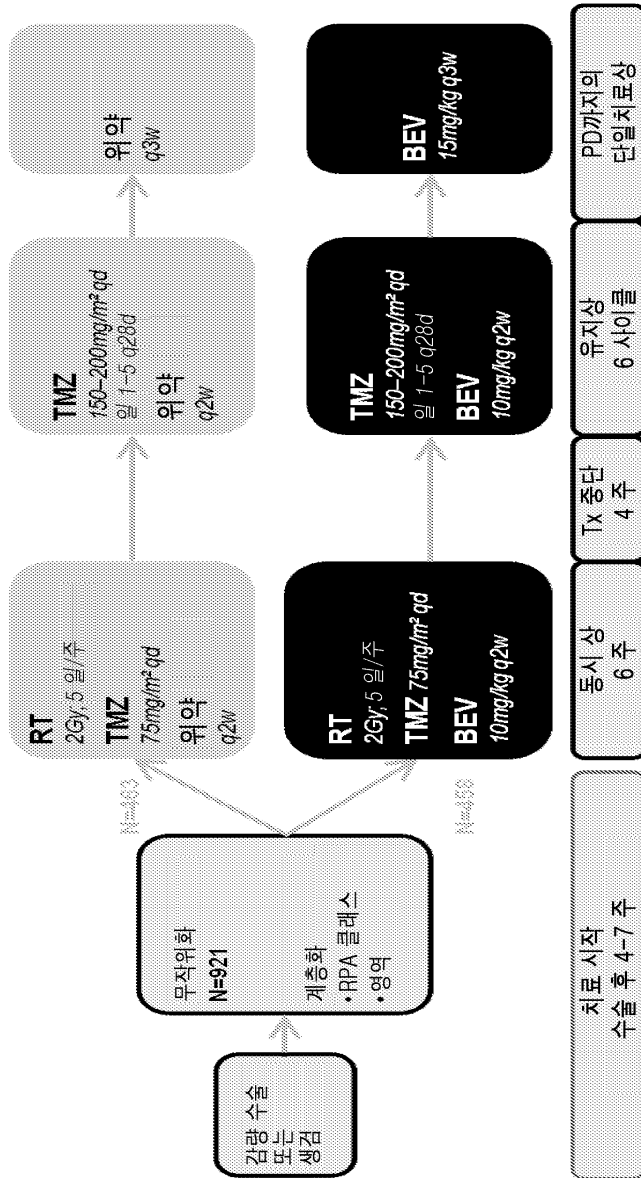 감량 수술
또는
생검
무작위화
N=921
계층화
• RPA 클래스
• 영역
N=463
RT
2Gy; 5 일/주
TMZ
75mg/m² qd
위약
q2w
TMZ
150–200mg/m² qd
일 1–5 q28d
위약
q2w
위약
q3w
N=458
RT
2Gy; 5 일/주
TMZ 75mg/m² qd
BEV
10mg/kg q2w
TMZ
150–200mg/m² qd
일 1–5 q28d
BEV
10mg/kg q2w
BEV
15mg/kg q3w
치료 시작
수술 후 4-7 주
동시 상
6 주
Tx 중단
4 주
유지상
6 사이클
PD까지의
단일치료상